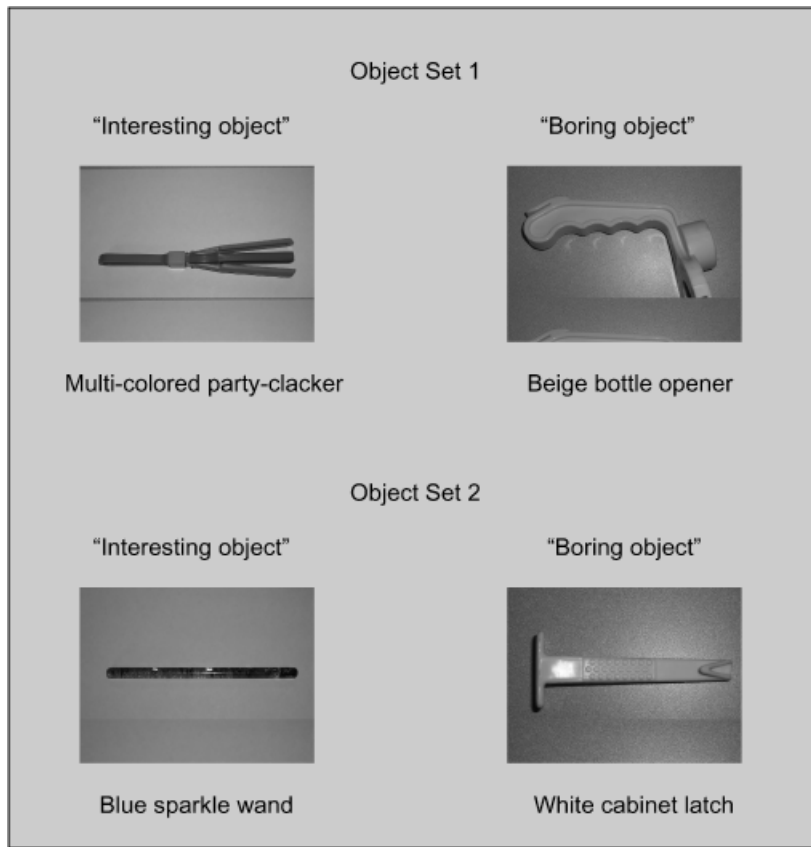 Object Set 1
“Interesting object” “Boring object”
Multi-colored party-clacker Beige bottle opener
Object Set 2
“Interesting object” “Boring object”
Blue sparkle wand White cabinet latch